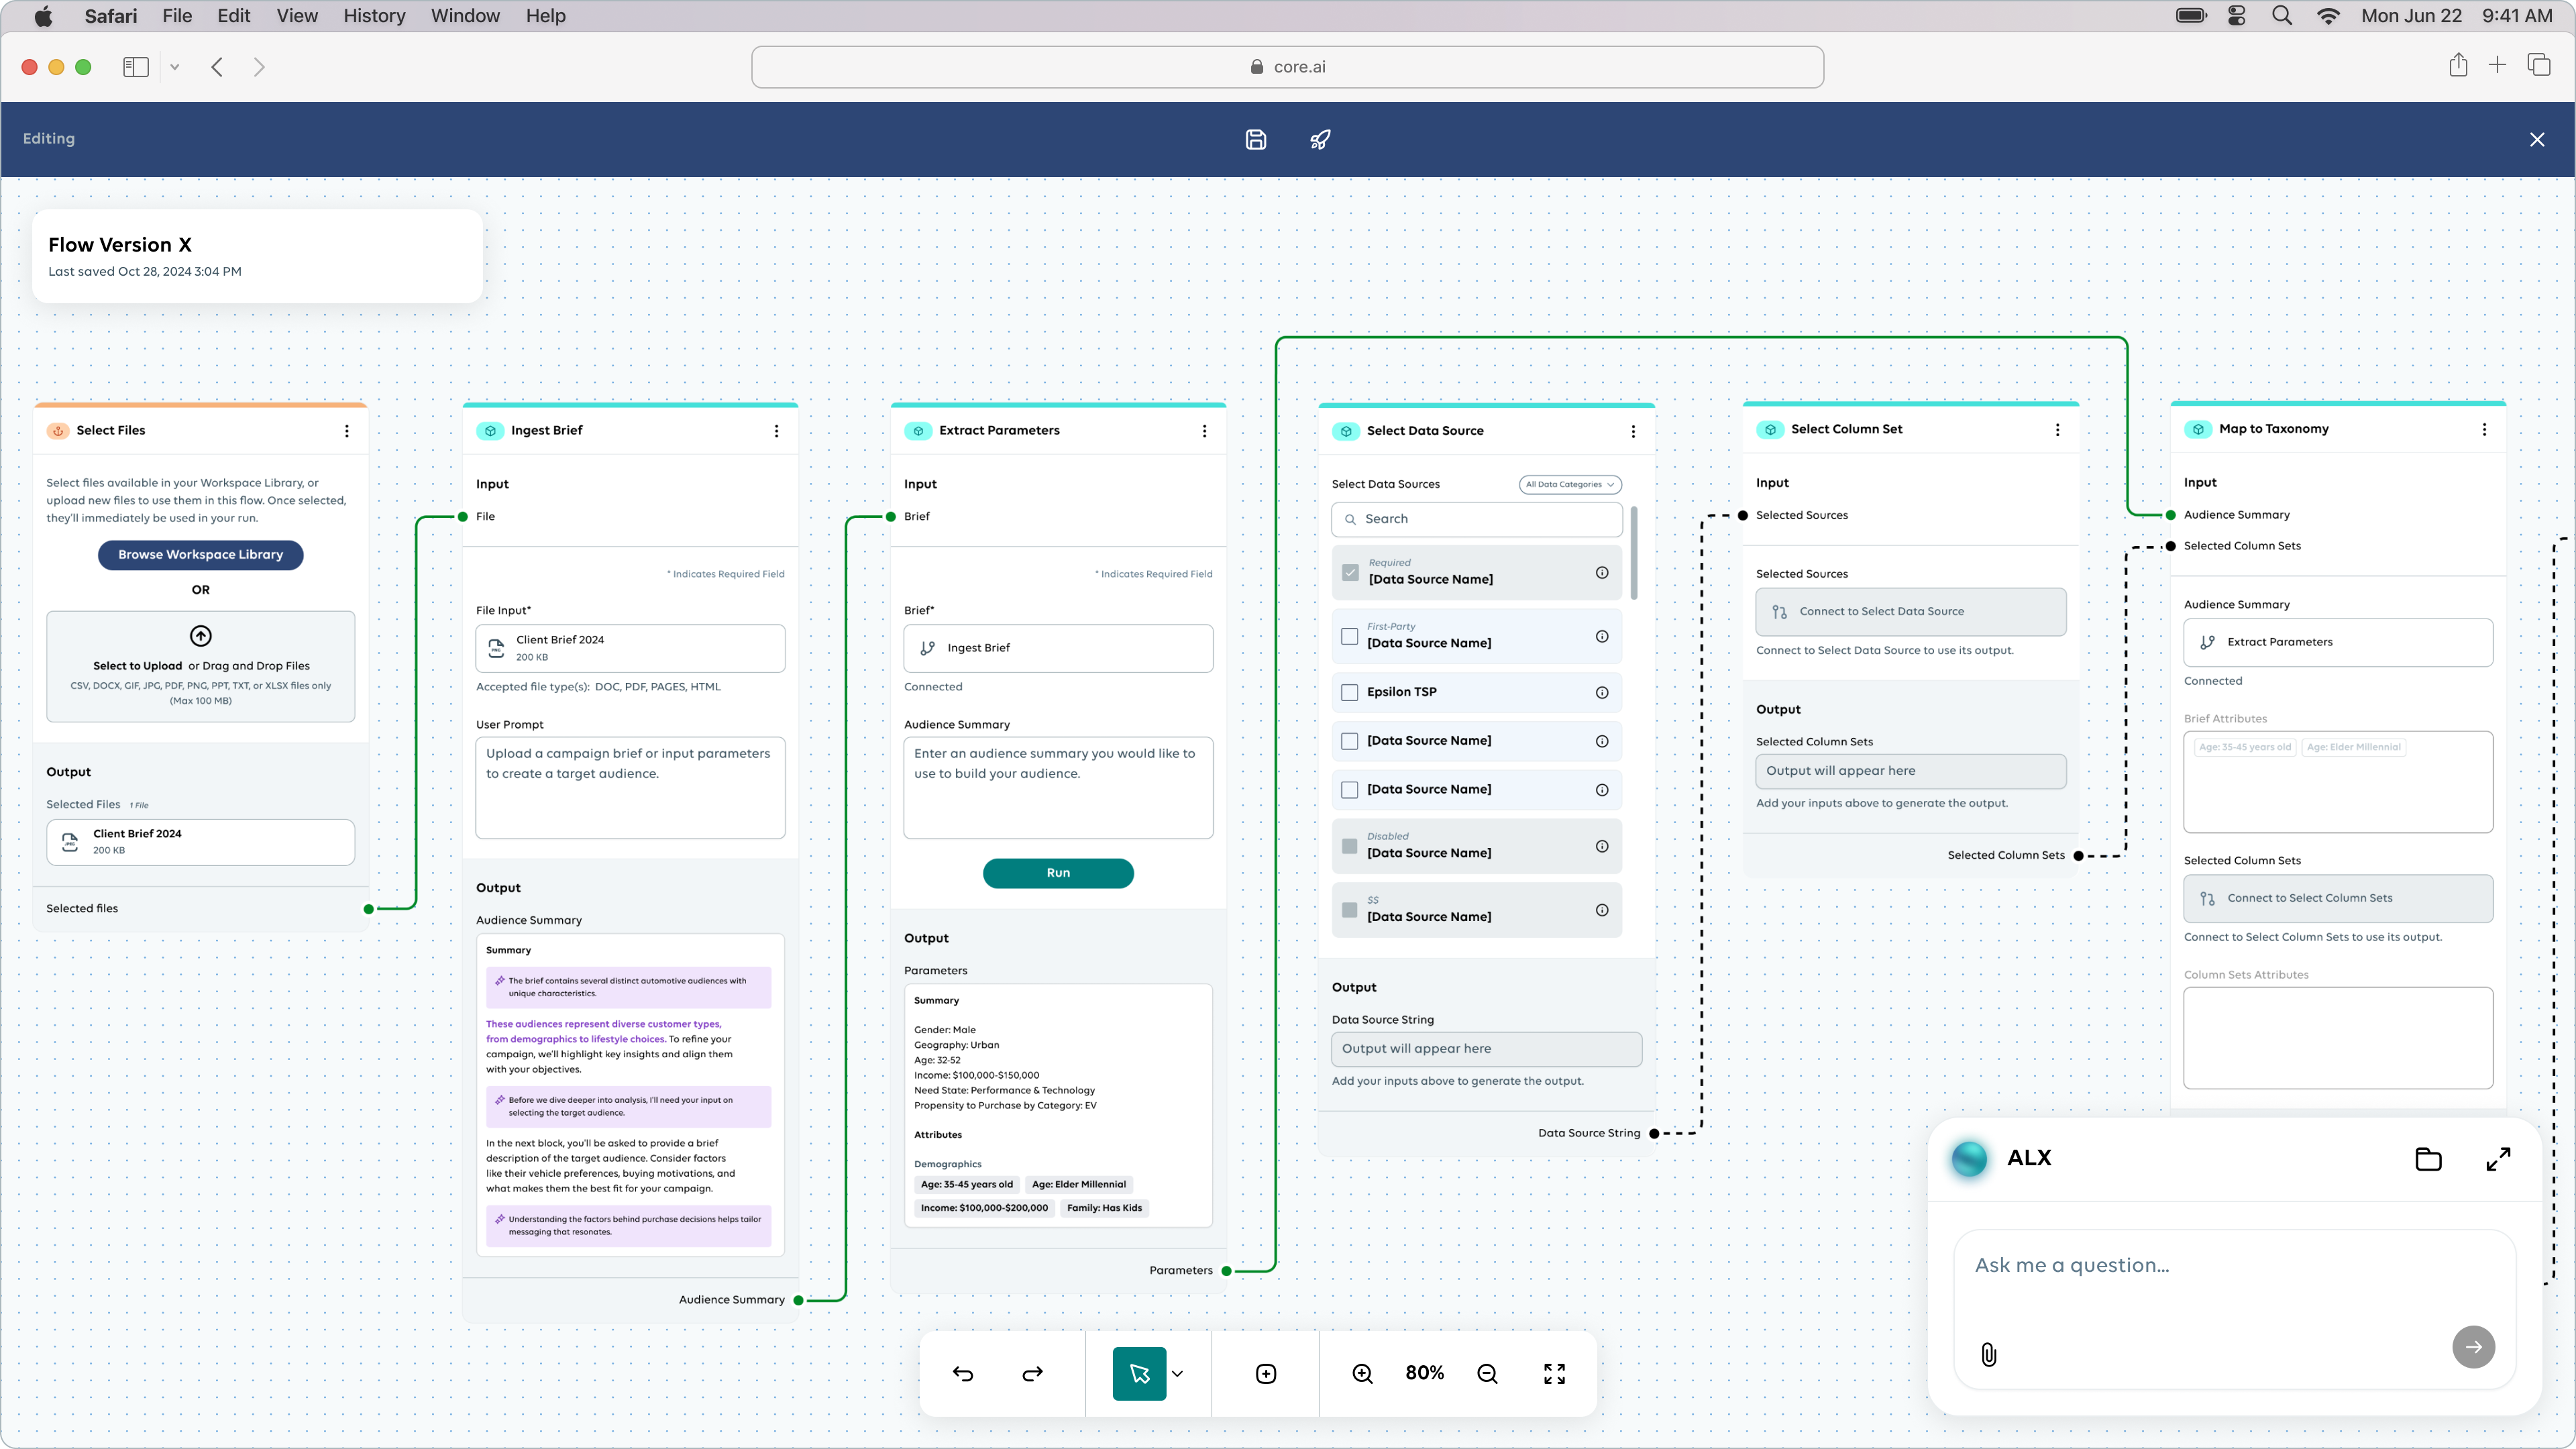 Safari File Edit View History Window Help
Mon Jun 22 9:41 AM
core.ai
Editing
Flow Version X
Last saved Oct 28, 2024 3:04 PM
Select Files
Select files available in your Workspace Library, or
upload new files to use them in this flow. Once selected,
they'll immediately be used in your run.
Browse Workspace Library
OR
Select to Upload or Drag and Drop Files
CSV, DOCX, GIF, JPG, PDF, PNG, PPT, TXT, or XLSX files only
(Max 100 MB)
Output
Selected Files 1 File
JPRG
Client Brief 2024
200 KB
Selected files
Ingest Brief
Input
File
* Indicates Required Field
File Input*
PNG
Client Brief 2024
200 KB
Accepted file type(s): DOC, PDF, PAGES, HTML
User Prompt
Upload a campaign brief or input parameters
to create a target audience.
Output
Audience Summary
Summary
The brief contains several distinct automotive audiences with
unique characteristics.
These audiences represent diverse customer types,
from demographics to lifestyle choices. To refine your
campaign, we'll highlight key insights and align them
with your objectives.
Before we dive deeper into analysis, I'll need your input on
selecting the target audience.
In the next block, you'll be asked to provide a brief
description of the target audience. Consider factors
like their vehicle preferences, buying motivations, and
what makes them the best fit for your campaign.
Understanding the factors behind purchase decisions helps tailor
messaging that resonates.
Audience Summary
Extract Parameters
Input
Brief
* Indicates Required Field
Brief*
Ingest Brief
Connected
Audience Summary
Enter an audience summary you would like to
use to build your audience.
Run
Output
Parameters
Summary
Gender: Male
Geography: Urban
Age: 32-52
Income: $100,000-$150,000
Need State: Performance & Technology
Propensity to Purchase by Category: EV
Attributes
Demographics
Age: 35-45 years old Age: Elder Millennial
Income: $100,000-$200,000 Family: Has Kids
Parameters
Select Data Source
Select Data Sources All Data Categories
Search
Required
[Data Source Name]
First-Party
[Data Source Name]
Epsilon TSP
[Data Source Name]
[Data Source Name]
Disabled
[Data Source Name]
$$
[Data Source Name]
Output
Data Source String
Output will appear here
Add your inputs above to generate the output.
Data Source String
Select Column Set
Input
Selected Sources
Selected Sources
Connect to Select Data Source
Connect to Select Data Source to use its output.
Output
Selected Column Sets
Output will appear here
Add your inputs above to generate the output.
Selected Column Sets
Map to Taxonomy
Input
Audience Summary
Selected Column Sets
Audience Summary
Extract Parameters
Connected
Brief Attributes
Age: 35-45 years old Age: Elder Millennial
Selected Column Sets
Connect to Select Column Sets
Connect to Select Column Sets to use its output.
Column Sets Attributes
ALX
Ask me a question...
80%